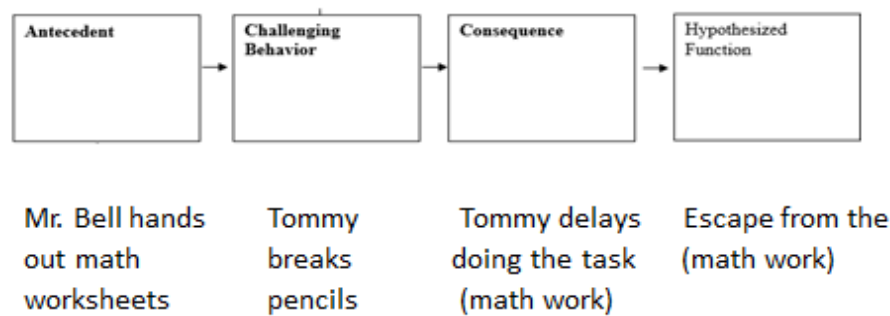 Antecedent
Challenging
Behavior
Consequence
Hypothesized
Function
Mr. Bell hands
out math
worksheets
Tommy
breaks
pencils
Tommy delays
doing the task
(math work)
Escape from the
(math work)